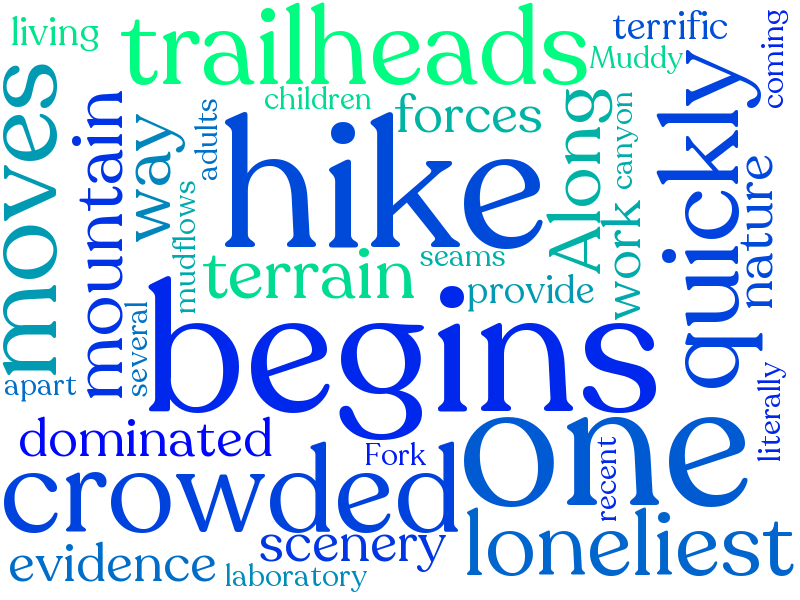 living
trailheads
terrific
Muddy
coming
moves
mountain
way
adults
children
forces
hike
Along
canyon
quickly
nature
work
mudflows
terrain
seams
provide
several
begins
apart
literally
dominated
Fork
one
recent
crowded
scenery
loneliest
evidence
laboratory